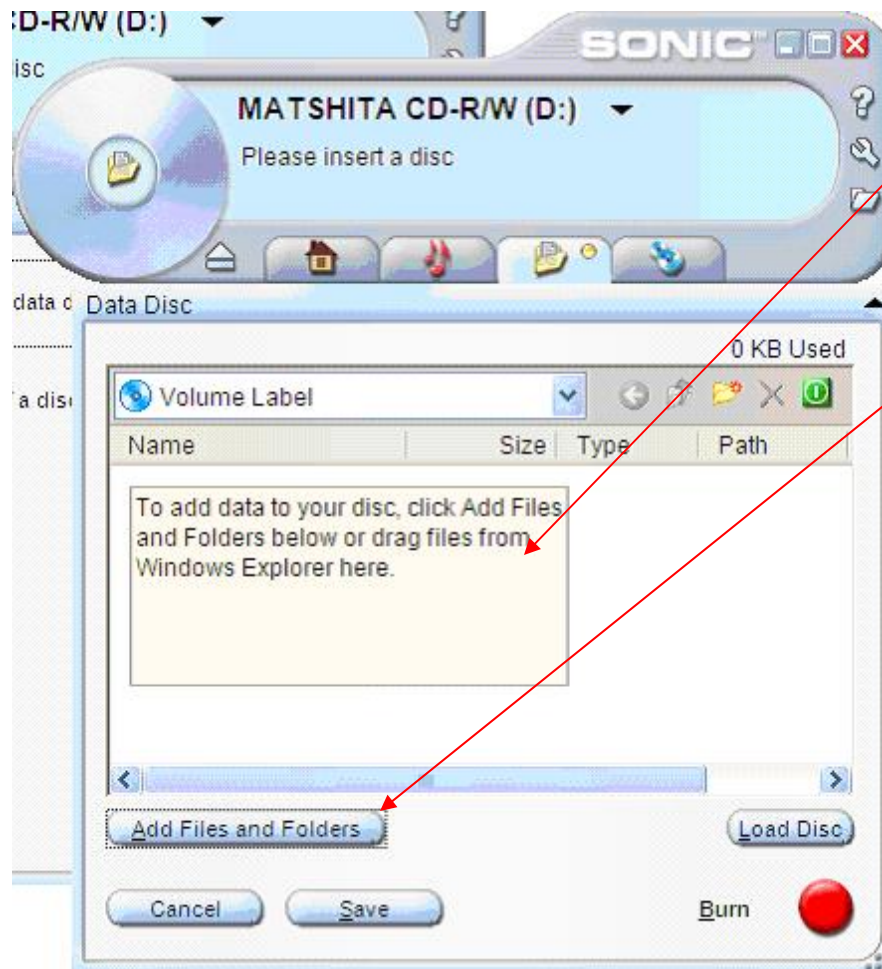 D-R/W (D:)
isc
SONIC
MATSHITA CD-R/W (D:)
Please insert a disc
data d
Data Disc
0 KB Used
a dis
Volume Label
Name Size Type Path
To add data to your disc, click Add Files
and Folders below or drag files from
Windows Explorer here.
Add Files and Folders
Load Disc
Cancel
Save
Burn